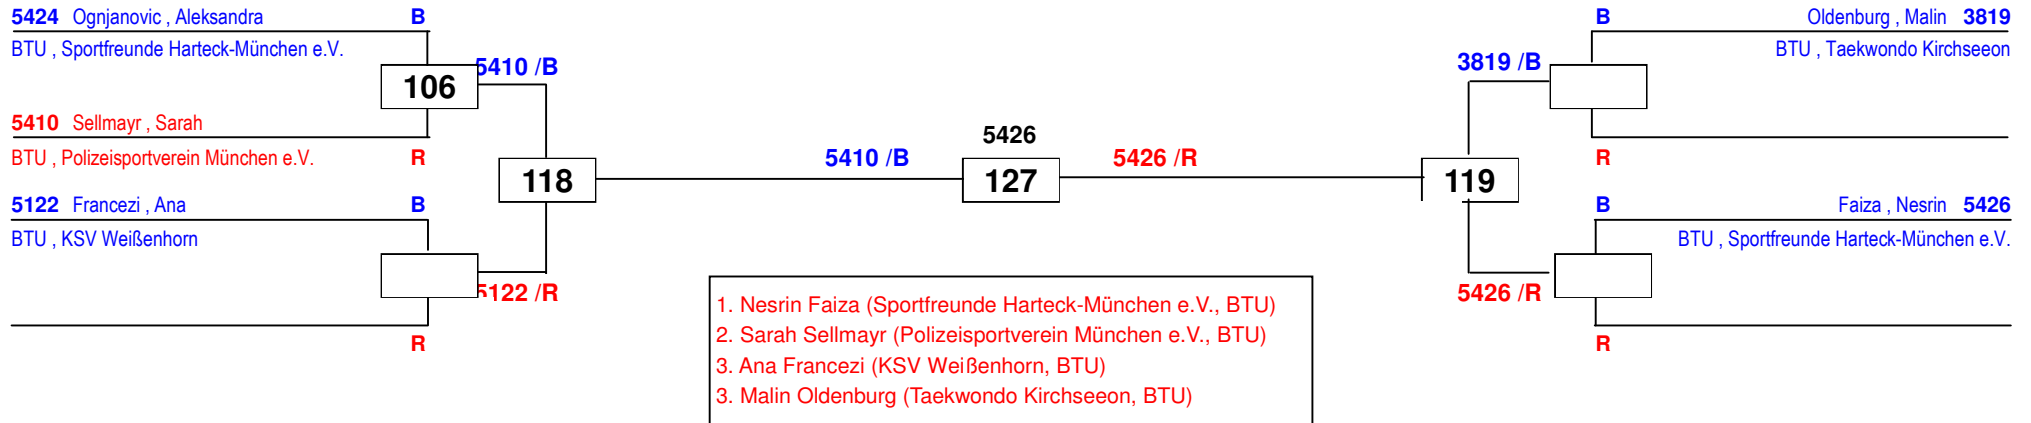 5424 Ognjanovic , Aleksandra B
BTU , Sportfreunde Harteck-München e.V.
106
5410 /B
5410 Sellmayr , Sarah
BTU , Polizeisportverein München e.V. R
118
5122 Francezi , Ana B
BTU , KSV Weißenhorn
5122 /R
R
5410 /B
5426
127
5426 /R
B Oldenburg , Malin 3819
BTU , Taekwondo Kirchseeon
3819 /B
R
119
B Faiza , Nesrin 5426
BTU , Sportfreunde Harteck-München e.V.
5426 /R
R
1. Nesrin Faiza (Sportfreunde Harteck-München e.V., BTU)
2. Sarah Sellmayr (Polizeisportverein München e.V., BTU)
3. Ana Francezi (KSV Weißenhorn, BTU)
3. Malin Oldenburg (Taekwondo Kirchseeon, BTU)